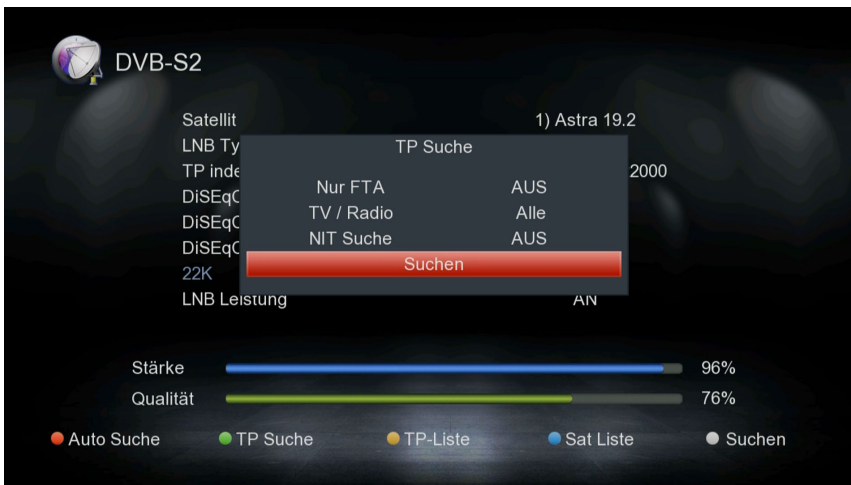 DVB-S2
Satellit 1) Astra 19.2
LNB Ty
TP Suche
TP inde 2000
Nur FTA AUS
DiSEqC
TV / Radio Alle
DiSEqC
NIT Suche AUS
DiSEqC
Suchen
22K
LNB Leistung AN
Stärke 96%
Qualität 76%
Auto Suche TP Suche TP-Liste Sat Liste Suchen